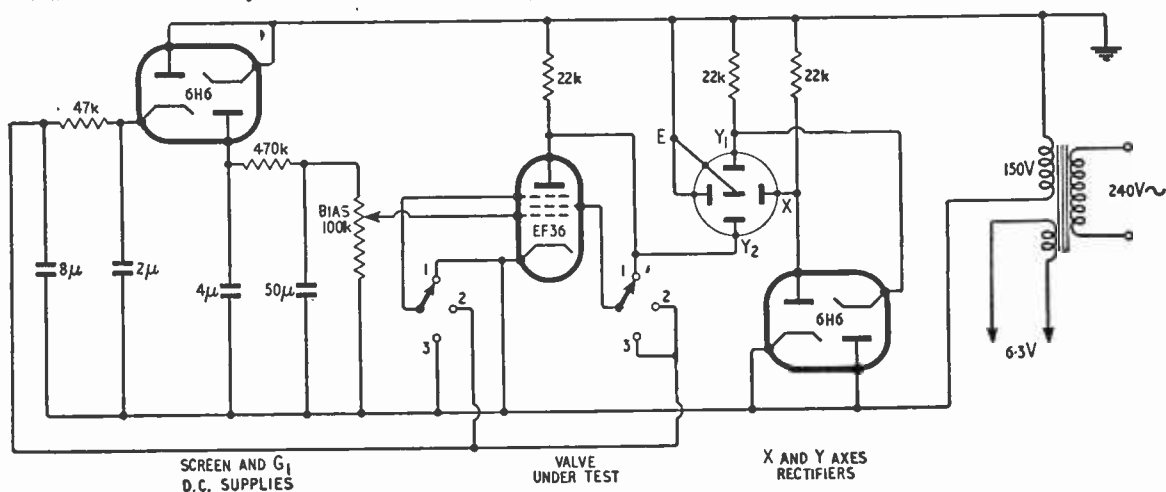 6H6
47k
470k
BIAS
100k
8μ
2μ
4μ
50μ
22k
EF36
1
2
3
1
2
3
22k
22k
E
Y1
X
Y2
6H6
150V
240V~
6·3V
SCREEN AND G1
D.C. SUPPLIES
VALVE
UNDER TEST
X AND Y AXES
RECTIFIERS